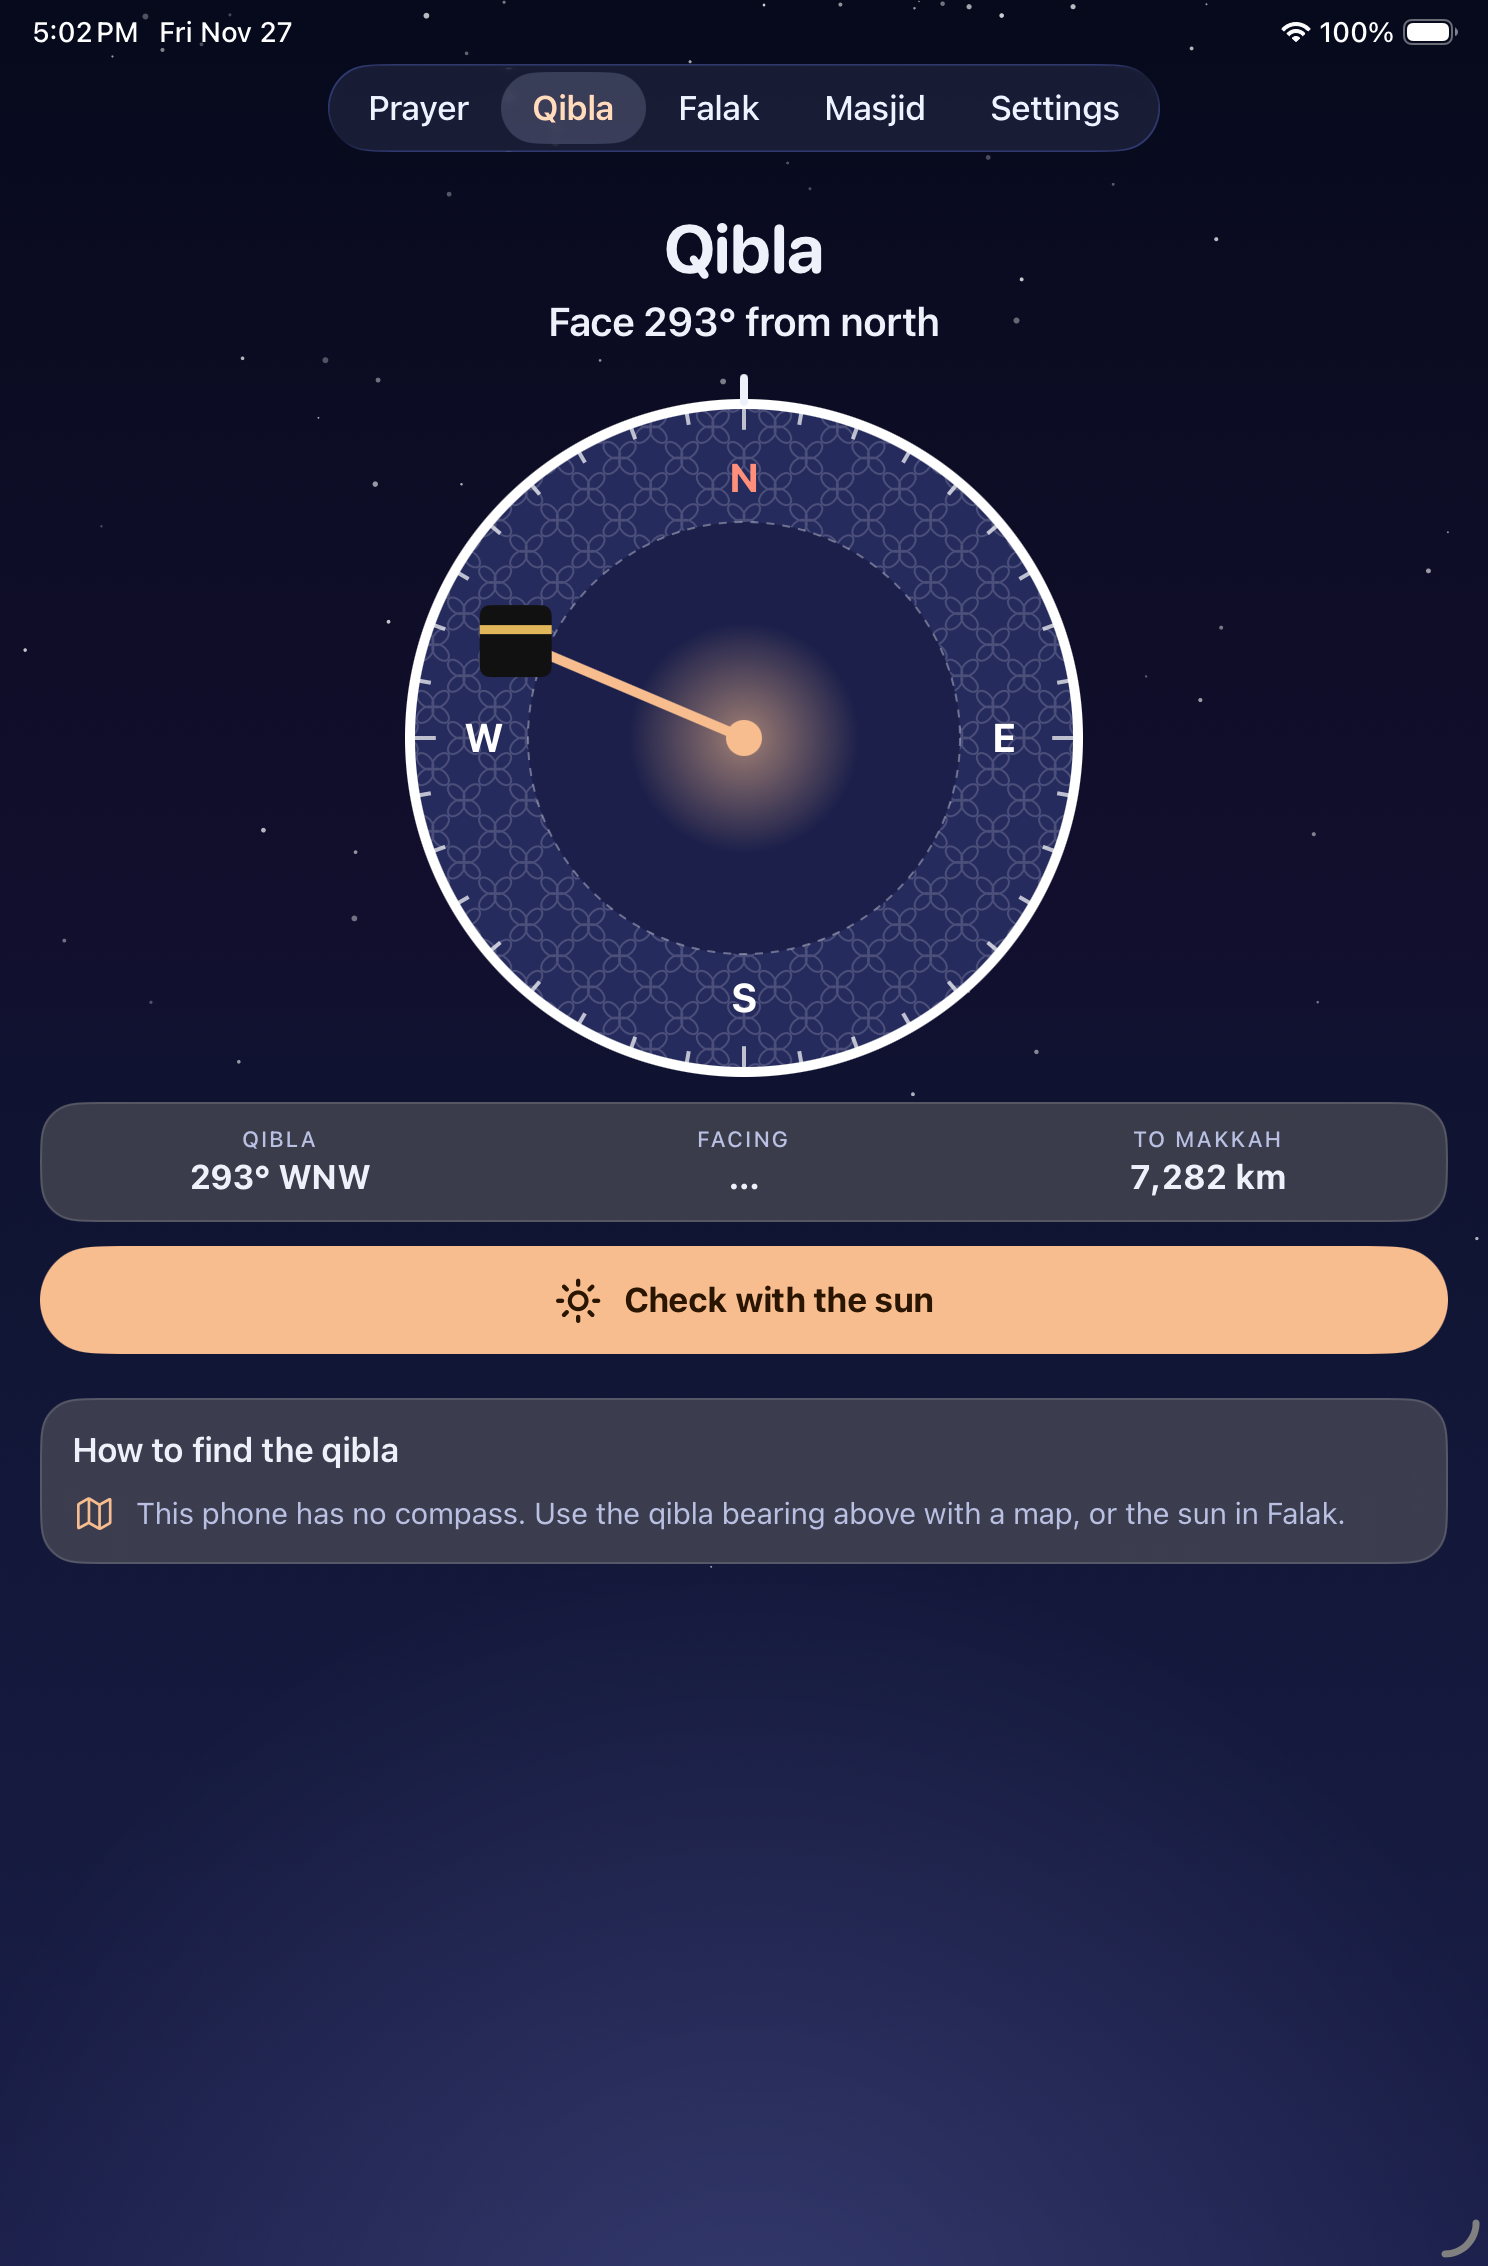 5:02 PM Fri Nov 27
100%
Prayer Qibla Falak Masjid Settings
Qibla
Face 293° from north
N
W
E
S
QIBLA FACING TO MAKKAH
293° WNW ... 7,282 km
Check with the sun
How to find the qibla
This phone has no compass. Use the qibla bearing above with a map, or the sun in Falak.